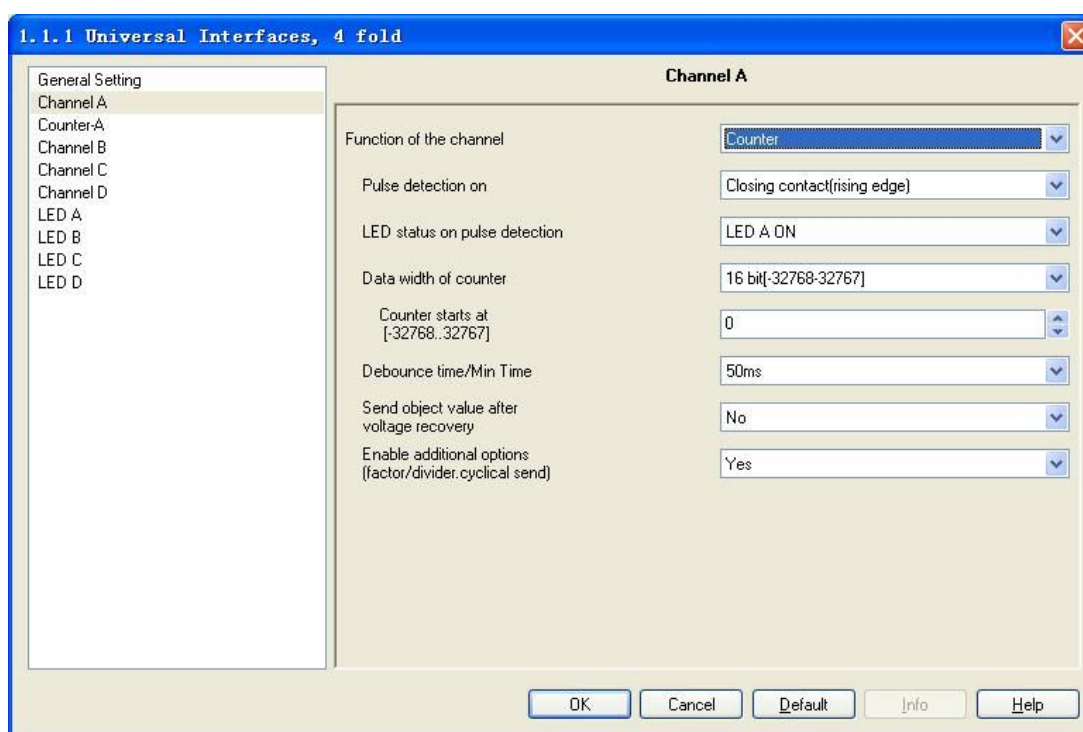 1.1.1 Universal Interfaces, 4 fold
General Setting
Channel A
Counter-A
Channel B
Channel C
Channel D
LED A
LED B
LED C
LED D
Channel A
Function of the channel
Counter
Pulse detection on
Closing contact(rising edge)
LED status on pulse detection
LED A ON
Data width of counter
16 bit[-32768-32767]
Counter starts at
[-32768..32767]
0
Debounce time/Min Time
50ms
Send object value after
voltage recovery
No
Enable additional options
(factor/divider.cyclical send)
Yes
OK
Cancel
Default
Info
Help